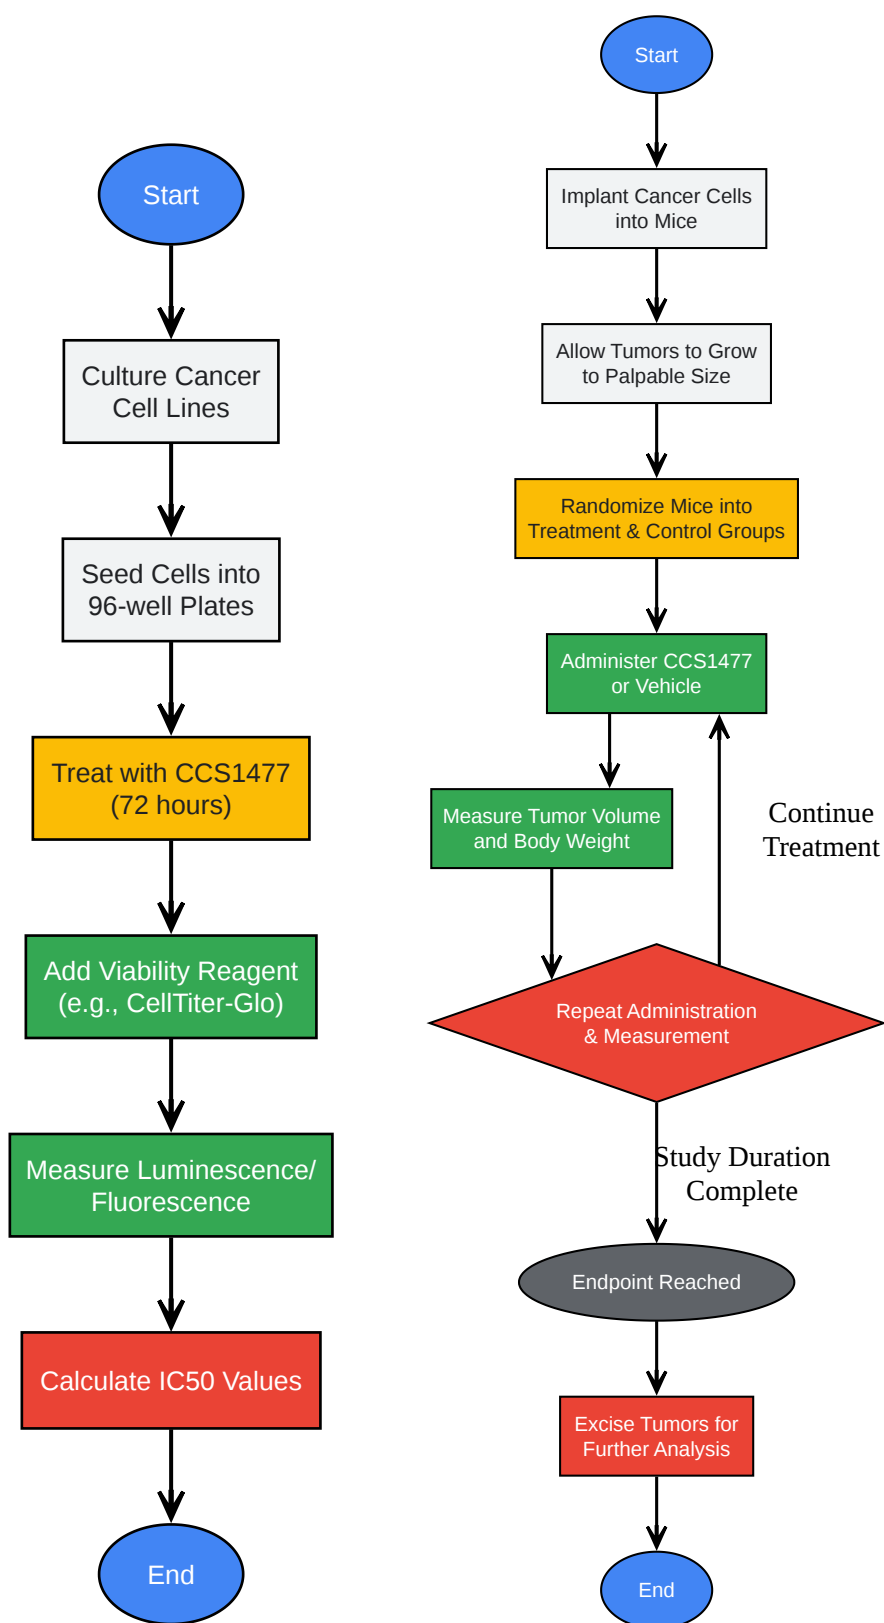 Start
Culture Cancer
Cell Lines
Seed Cells into
96-well Plates
Treat with CCS1477
(72 hours)
Add Viability Reagent
(e.g., CellTiter-Glo)
Measure Luminescence/
Fluorescence
Calculate IC50 Values
End
Start
Implant Cancer Cells
into Mice
Allow Tumors to Grow
to Palpable Size
Randomize Mice into
Treatment & Control Groups
Administer CCS1477
or Vehicle
Measure Tumor Volume
and Body Weight
Continue
Treatment
Repeat Administration
& Measurement
Study Duration
Complete
Endpoint Reached
Excise Tumors for
Further Analysis
End